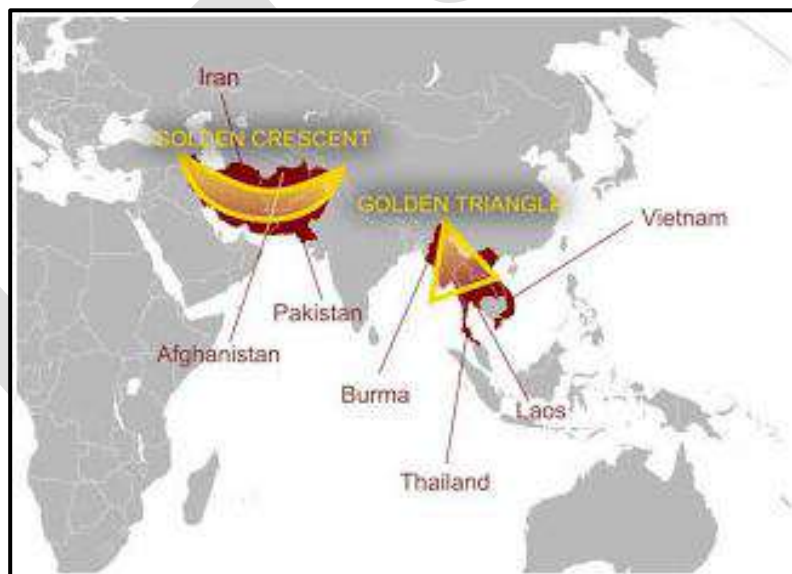 Iran
GOLDEN CRESCENT
GOLDEN TRIANGLE
Vietnam
Pakistan
Afghanistan
Burma
Laos
Thailand